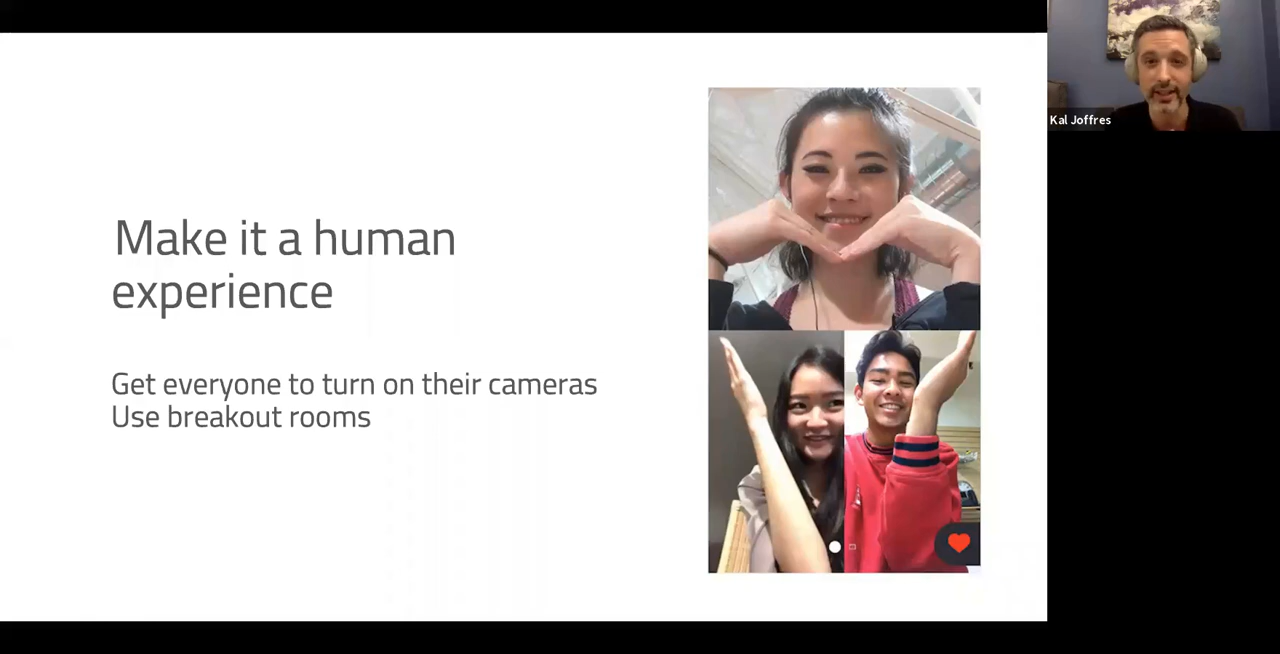 Make it a human
experience
Get everyone to turn on their cameras
Use breakout rooms
Kal Joffres